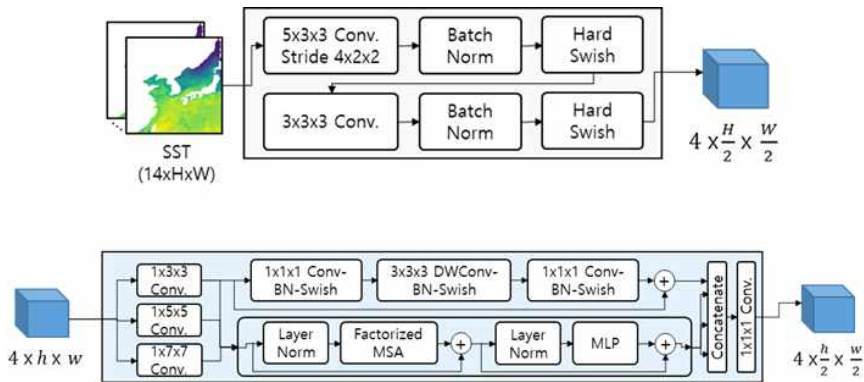 5x3x3 Conv.
Stride 4x2x2
Batch
Norm
Hard
Swish
3x3x3 Conv.
Batch
Norm
Hard
Swish
SST
(14xHxW)
4 × H/2 × W/2
1x3x3
Conv.
1x5x5
Conv.
1x7x7
Conv.
1x1x1 Conv-
BN-Swish
3x3x3 DWConv-
BN-Swish
1x1x1 Conv-
BN-Swish
Layer
Norm
Factorized
MSA
Layer
Norm
MLP
Concatenate
1x1x1 Conv.
4 × h × w
4 × h/2 × w/2